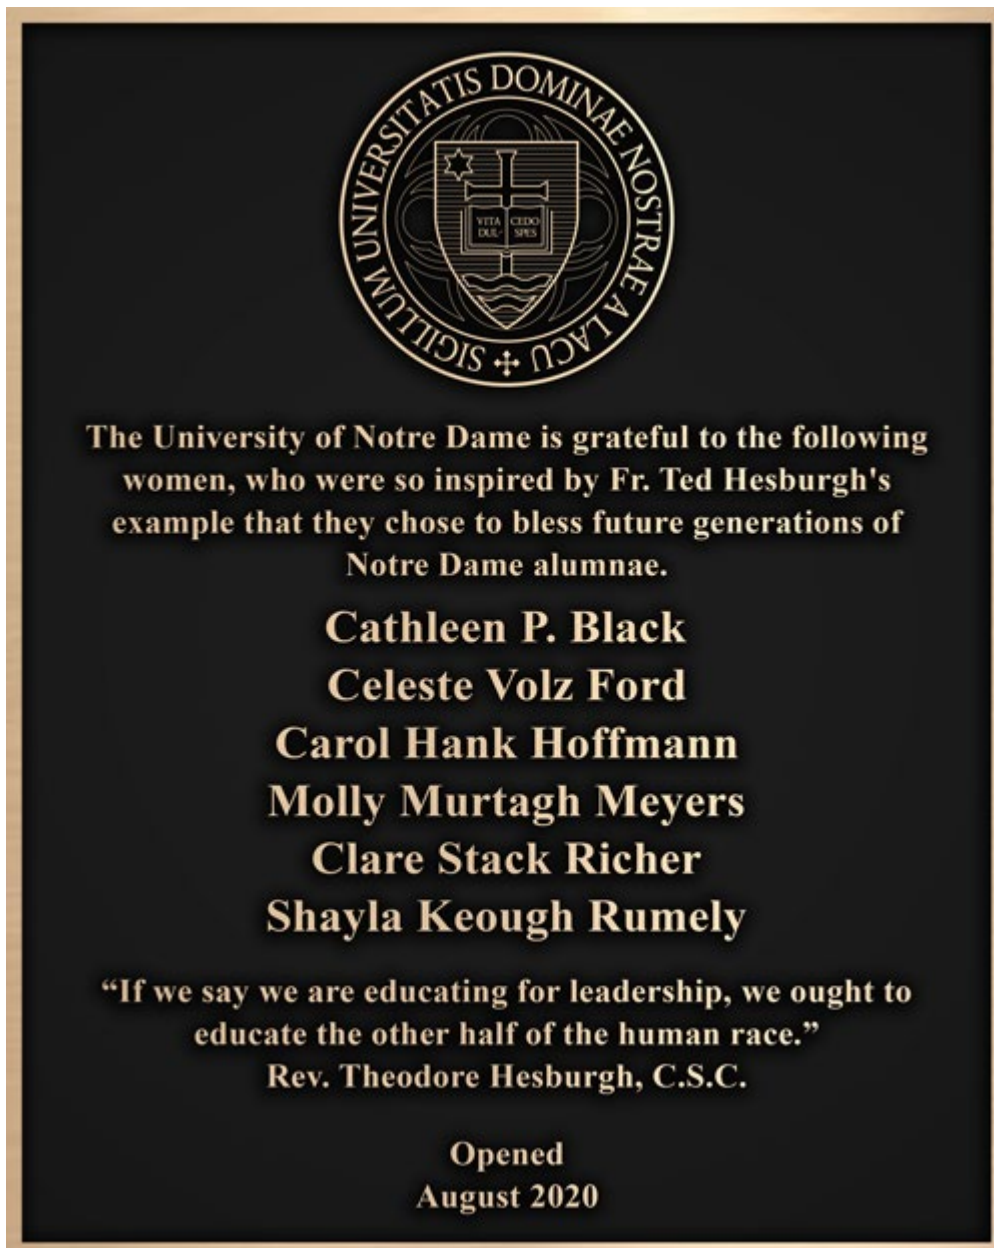 SIGILLUM UNIVERSITATIS DOMINAE NOSTRAE A LACU
VITA CEDO
DUL- SPES
The University of Notre Dame is grateful to the following
women, who were so inspired by Fr. Ted Hesburgh's
example that they chose to bless future generations of
Notre Dame alumnae.
Cathleen P. Black
Celeste Volz Ford
Carol Hank Hoffmann
Molly Murtagh Meyers
Clare Stack Richer
Shayla Keough Rumely
“If we say we are educating for leadership, we ought to
educate the other half of the human race.”
Rev. Theodore Hesburgh, C.S.C.
Opened
August 2020